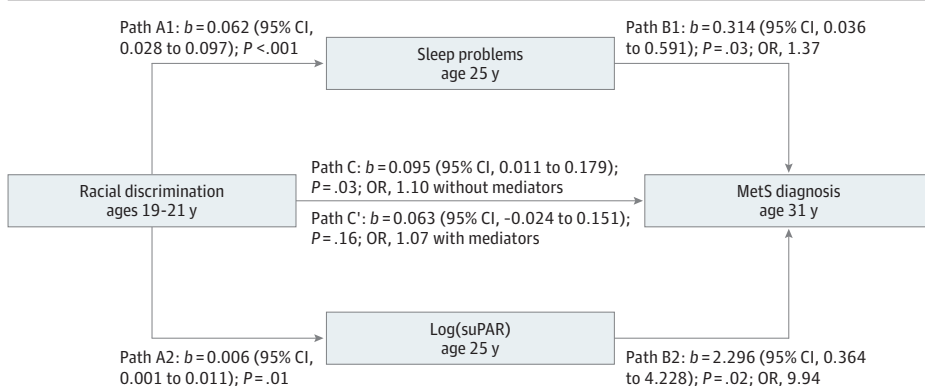 Path A1: b = 0.062 (95% CI,
0.028 to 0.097); P <.001
Path B1: b = 0.314 (95% CI, 0.036
to 0.591); P = .03; OR, 1.37
Sleep problems
age 25 y
Path C: b = 0.095 (95% CI, 0.011 to 0.179);
P = .03; OR, 1.10 without mediators
Racial discrimination
ages 19-21 y
MetS diagnosis
age 31 y
Path C': b = 0.063 (95% CI, -0.024 to 0.151);
P = .16; OR, 1.07 with mediators
Log(suPAR)
age 25 y
Path A2: b = 0.006 (95% CI,
0.001 to 0.011); P = .01
Path B2: b = 2.296 (95% CI, 0.364
to 4.228); P = .02; OR, 9.94